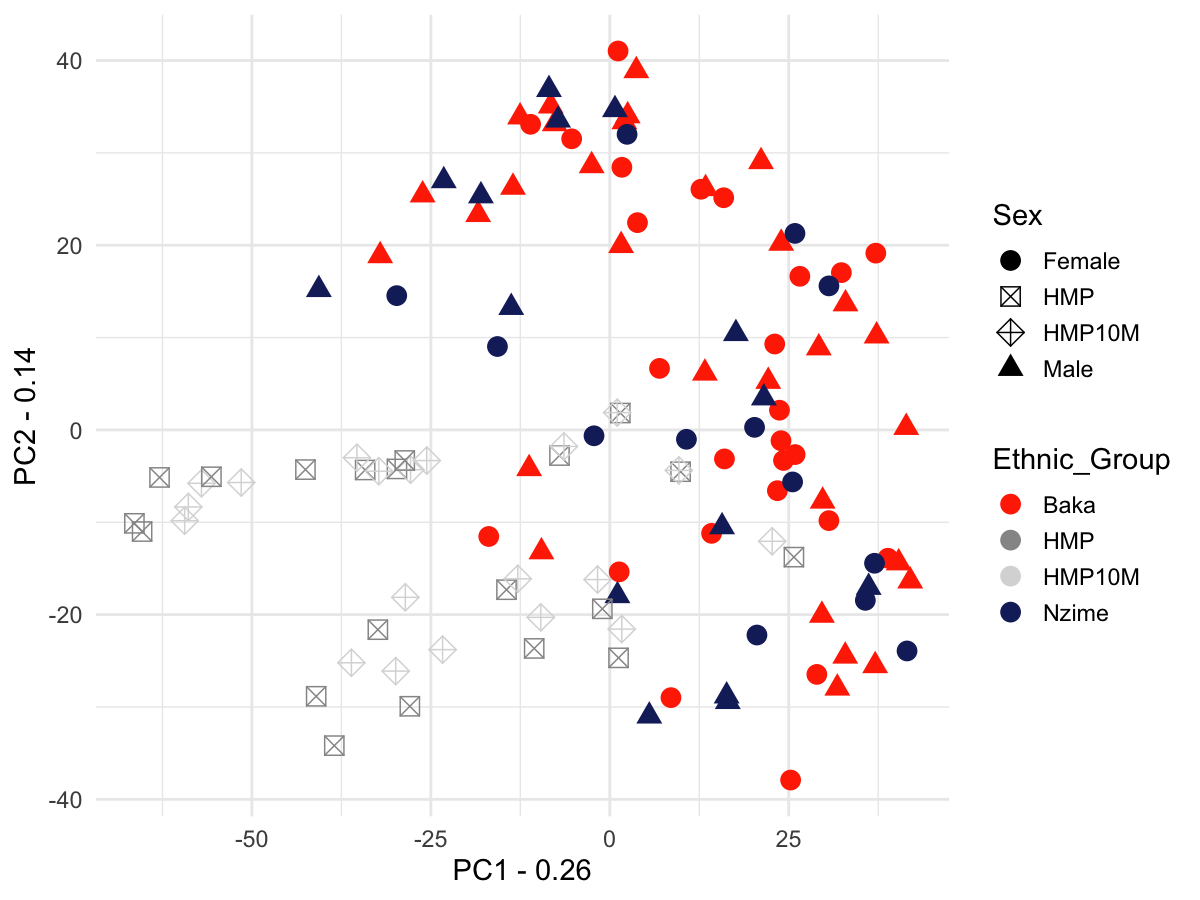 40
20
0
-20
-40
-50
-25
0
25
PC1 - 0.26
PC2 - 0.14
Sex
Female
HMP
HMP10M
Male
Ethnic_Group
Baka
HMP
HMP10M
Nzime